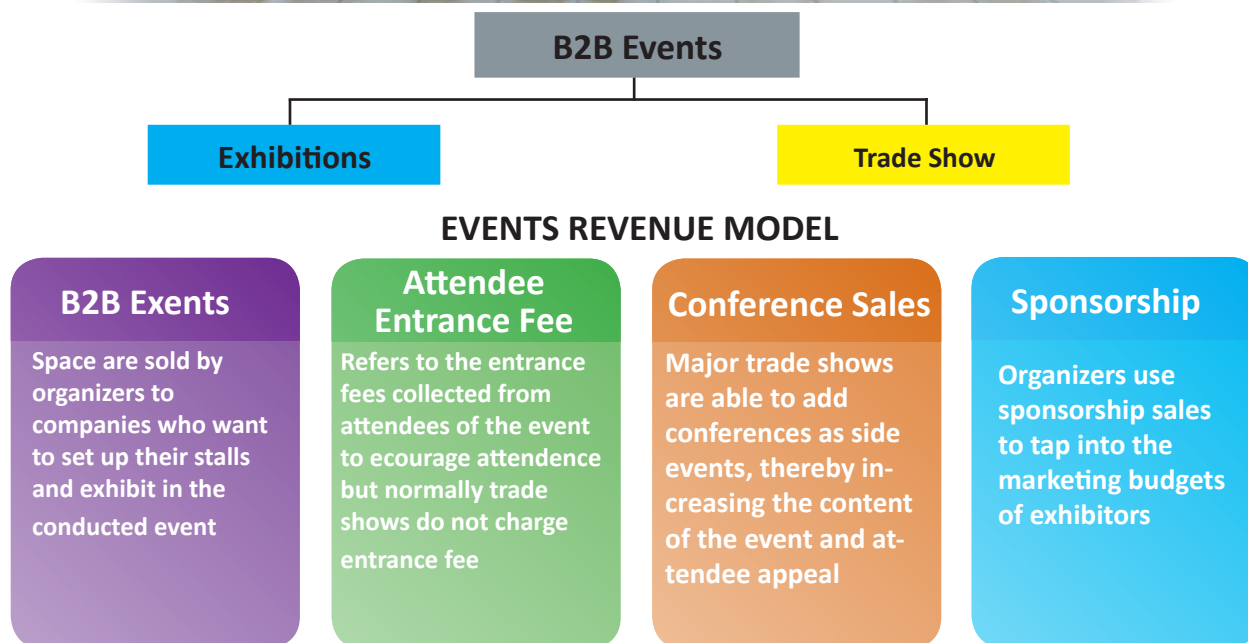 B2B Events
Exhibitions
Trade Show
EVENTS REVENUE MODEL
B2B Exents
Space are sold by
organizers to
companies who want
to set up their stalls
and exhibit in the
conducted event
Attendee
Entrance Fee
Refers to the entrance
fees collected from
attendees of the event
to ecourage attendence
but normally trade
shows do not charge
entrance fee
Conference Sales
Major trade shows
are able to add
conferences as side
events, thereby in-
creasing the content
of the event and at-
tendee appeal
Sponsorship
Organizers use
sponsorship sales
to tap into the
marketing budgets
of exhibitors